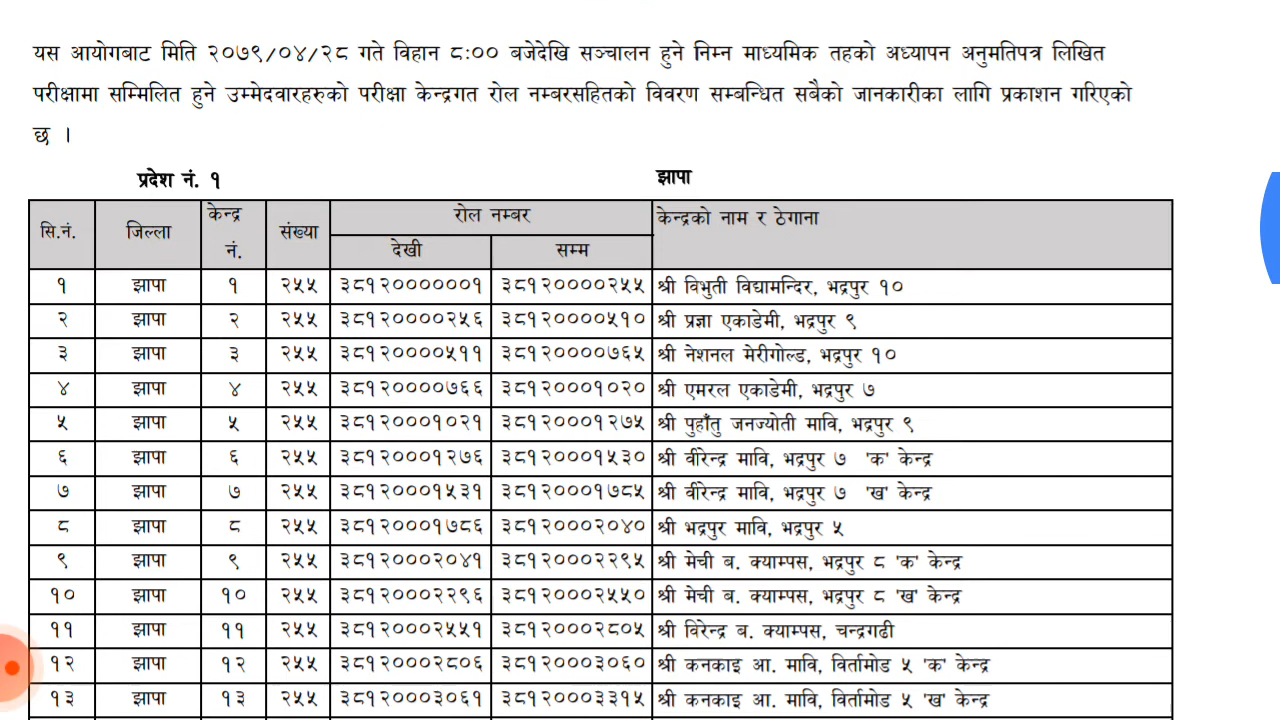 यस आयोगबाट मिति २०७९/०४/२८ गते विहान ८:०० बजेदेखि सञ्चालन हुने निम्न माध्यमिक तहको अध्यापन अनुमतिपत्र लिखित
परीक्षामा सम्मिलित हुने उम्मेदवारहरुको परीक्षा केन्द्रगत रोल नम्बरसहितको विवरण सम्बन्धित सबैको जानकारीका लागि प्रकाशन गरिएको
छ ।
प्रदेश नं. १ झापा
सि.नं. जिल्ला केन्द्र नं. संख्या रोल नम्बर केन्द्रको नाम र ठेगाना
देखी सम्म
१ झापा १ २५५ ३८१२०००००००१ ३८१२००००२५५ श्री विभुती विद्यामन्दिर, भद्रपुर १०
२ झापा २ २५५ ३८१२००००२५६ ३८१२००००५१० श्री प्रज्ञा एकाडेमी, भद्रपुर ९
३ झापा ३ २५५ ३८१२००००५११ ३८१२००००७६५ श्री नेशनल मेरीगोल्ड, भद्रपुर १०
४ झापा ४ २५५ ३८१२००००७६६ ३८१२०००१०२० श्री एमरल एकाडेमी, भद्रपुर ७
५ झापा ५ २५५ ३८१२०००१०२१ ३८१२०००१२७५ श्री पुहाँतु जनज्योती मावि, भद्रपुर ९
६ झापा ६ २५५ ३८१२०००१२७६ ३८१२०००१५३० श्री वीरेन्द्र मावि, भद्रपुर ७ 'क' केन्द्र
७ झापा ७ २५५ ३८१२०००१५३१ ३८१२०००१७८५ श्री वीरेन्द्र मावि, भद्रपुर ७ 'ख' केन्द्र
८ झापा ८ २५५ ३८१२०००१७८६ ३८१२०००२०४० श्री भद्रपुर मावि, भद्रपुर ५
९ झापा ९ २५५ ३८१२०००२०४१ ३८१२०००२२९५ श्री मेची ब. क्याम्पस, भद्रपुर ८ 'क' केन्द्र
१० झापा १० २५५ ३८१२०००२२९६ ३८१२०००२५५० श्री मेची ब. क्याम्पस, भद्रपुर ८ 'ख' केन्द्र
११ झापा ११ २५५ ३८१२०००२५५१ ३८१२०००२८०५ श्री विरेन्द्र ब. क्याम्पस, चन्द्रगढी
१२ झापा १२ २५५ ३८१२०००२८०६ ३८१२०००३०६० श्री कनकाइ आ. मावि, विर्तामोड ५ 'क' केन्द्र
१३ झापा १३ २५५ ३८१२०००३०६१ ३८१२०००३३१५ श्री कनकाइ आ. मावि, विर्तामोड ५ 'ख' केन्द्र